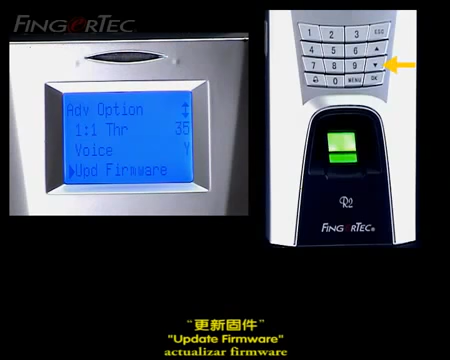 FINGERTEC
Adv Option
1:1 Thr 35
Voice Y
Upd Firmware
1 2 3 ESC
4 5 6
7 8 9
0 MENU OK
R2
FINGERTEC®
“更新固件”
"Update Firmware"
actualizar firmware